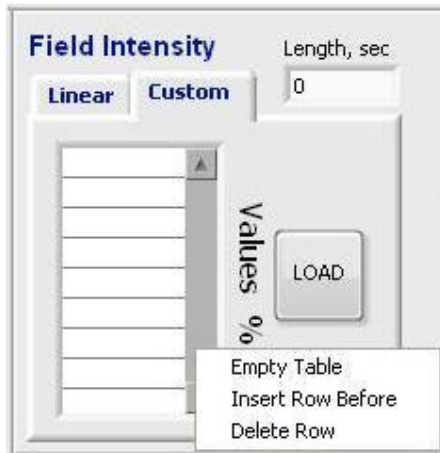 Field Intensity
Length, sec
0
Linear
Custom
Values %
LOAD
Empty Table
Insert Row Before
Delete Row